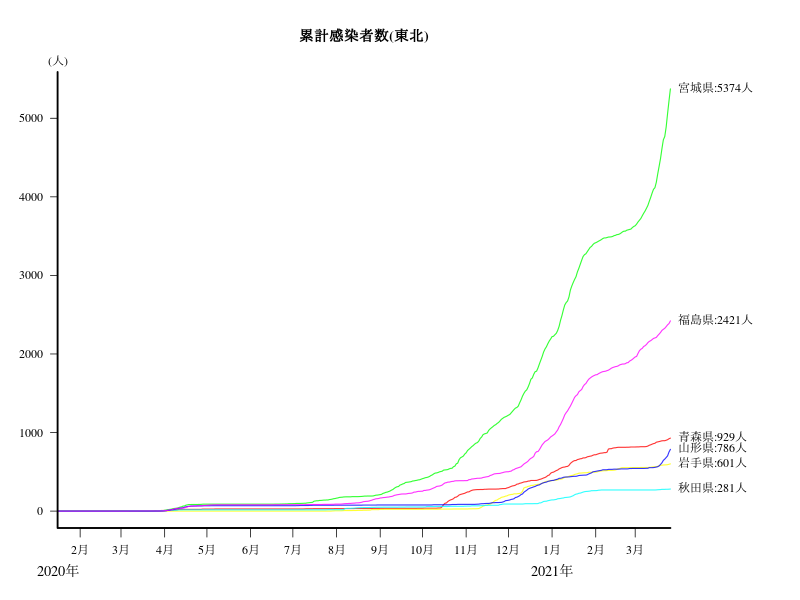 累計感染者数(東北)
(人)
5000
4000
3000
2000
1000
0
宮城県:5374人
福島県:2421人
青森県:929人
山形県:786人
岩手県:601人
秋田県:281人
2月 3月 4月 5月 6月 7月 8月 9月 10月 11月 12月 1月 2月 3月
2020年 2021年